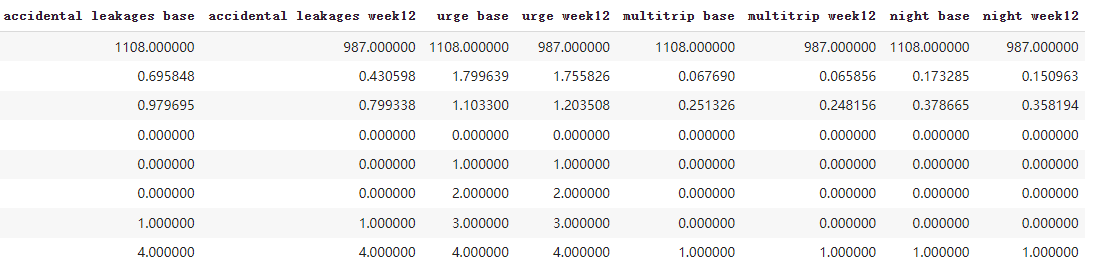 accidental leakages base accidental leakages week12 urge base urge week12 multitrip base multitrip week12 night base night week12
1108.000000 987.000000 1108.000000 987.000000 1108.000000 987.000000 1108.000000 987.000000
0.695848 0.430598 1.799639 1.755826 0.067690 0.065856 0.173285 0.150963
0.979695 0.799338 1.103300 1.203508 0.251326 0.248156 0.378665 0.358194
0.000000 0.000000 0.000000 0.000000 0.000000 0.000000 0.000000 0.000000
0.000000 0.000000 1.000000 1.000000 0.000000 0.000000 0.000000 0.000000
0.000000 0.000000 2.000000 2.000000 0.000000 0.000000 0.000000 0.000000
1.000000 1.000000 3.000000 3.000000 0.000000 0.000000 0.000000 0.000000
4.000000 4.000000 4.000000 4.000000 1.000000 1.000000 1.000000 1.000000